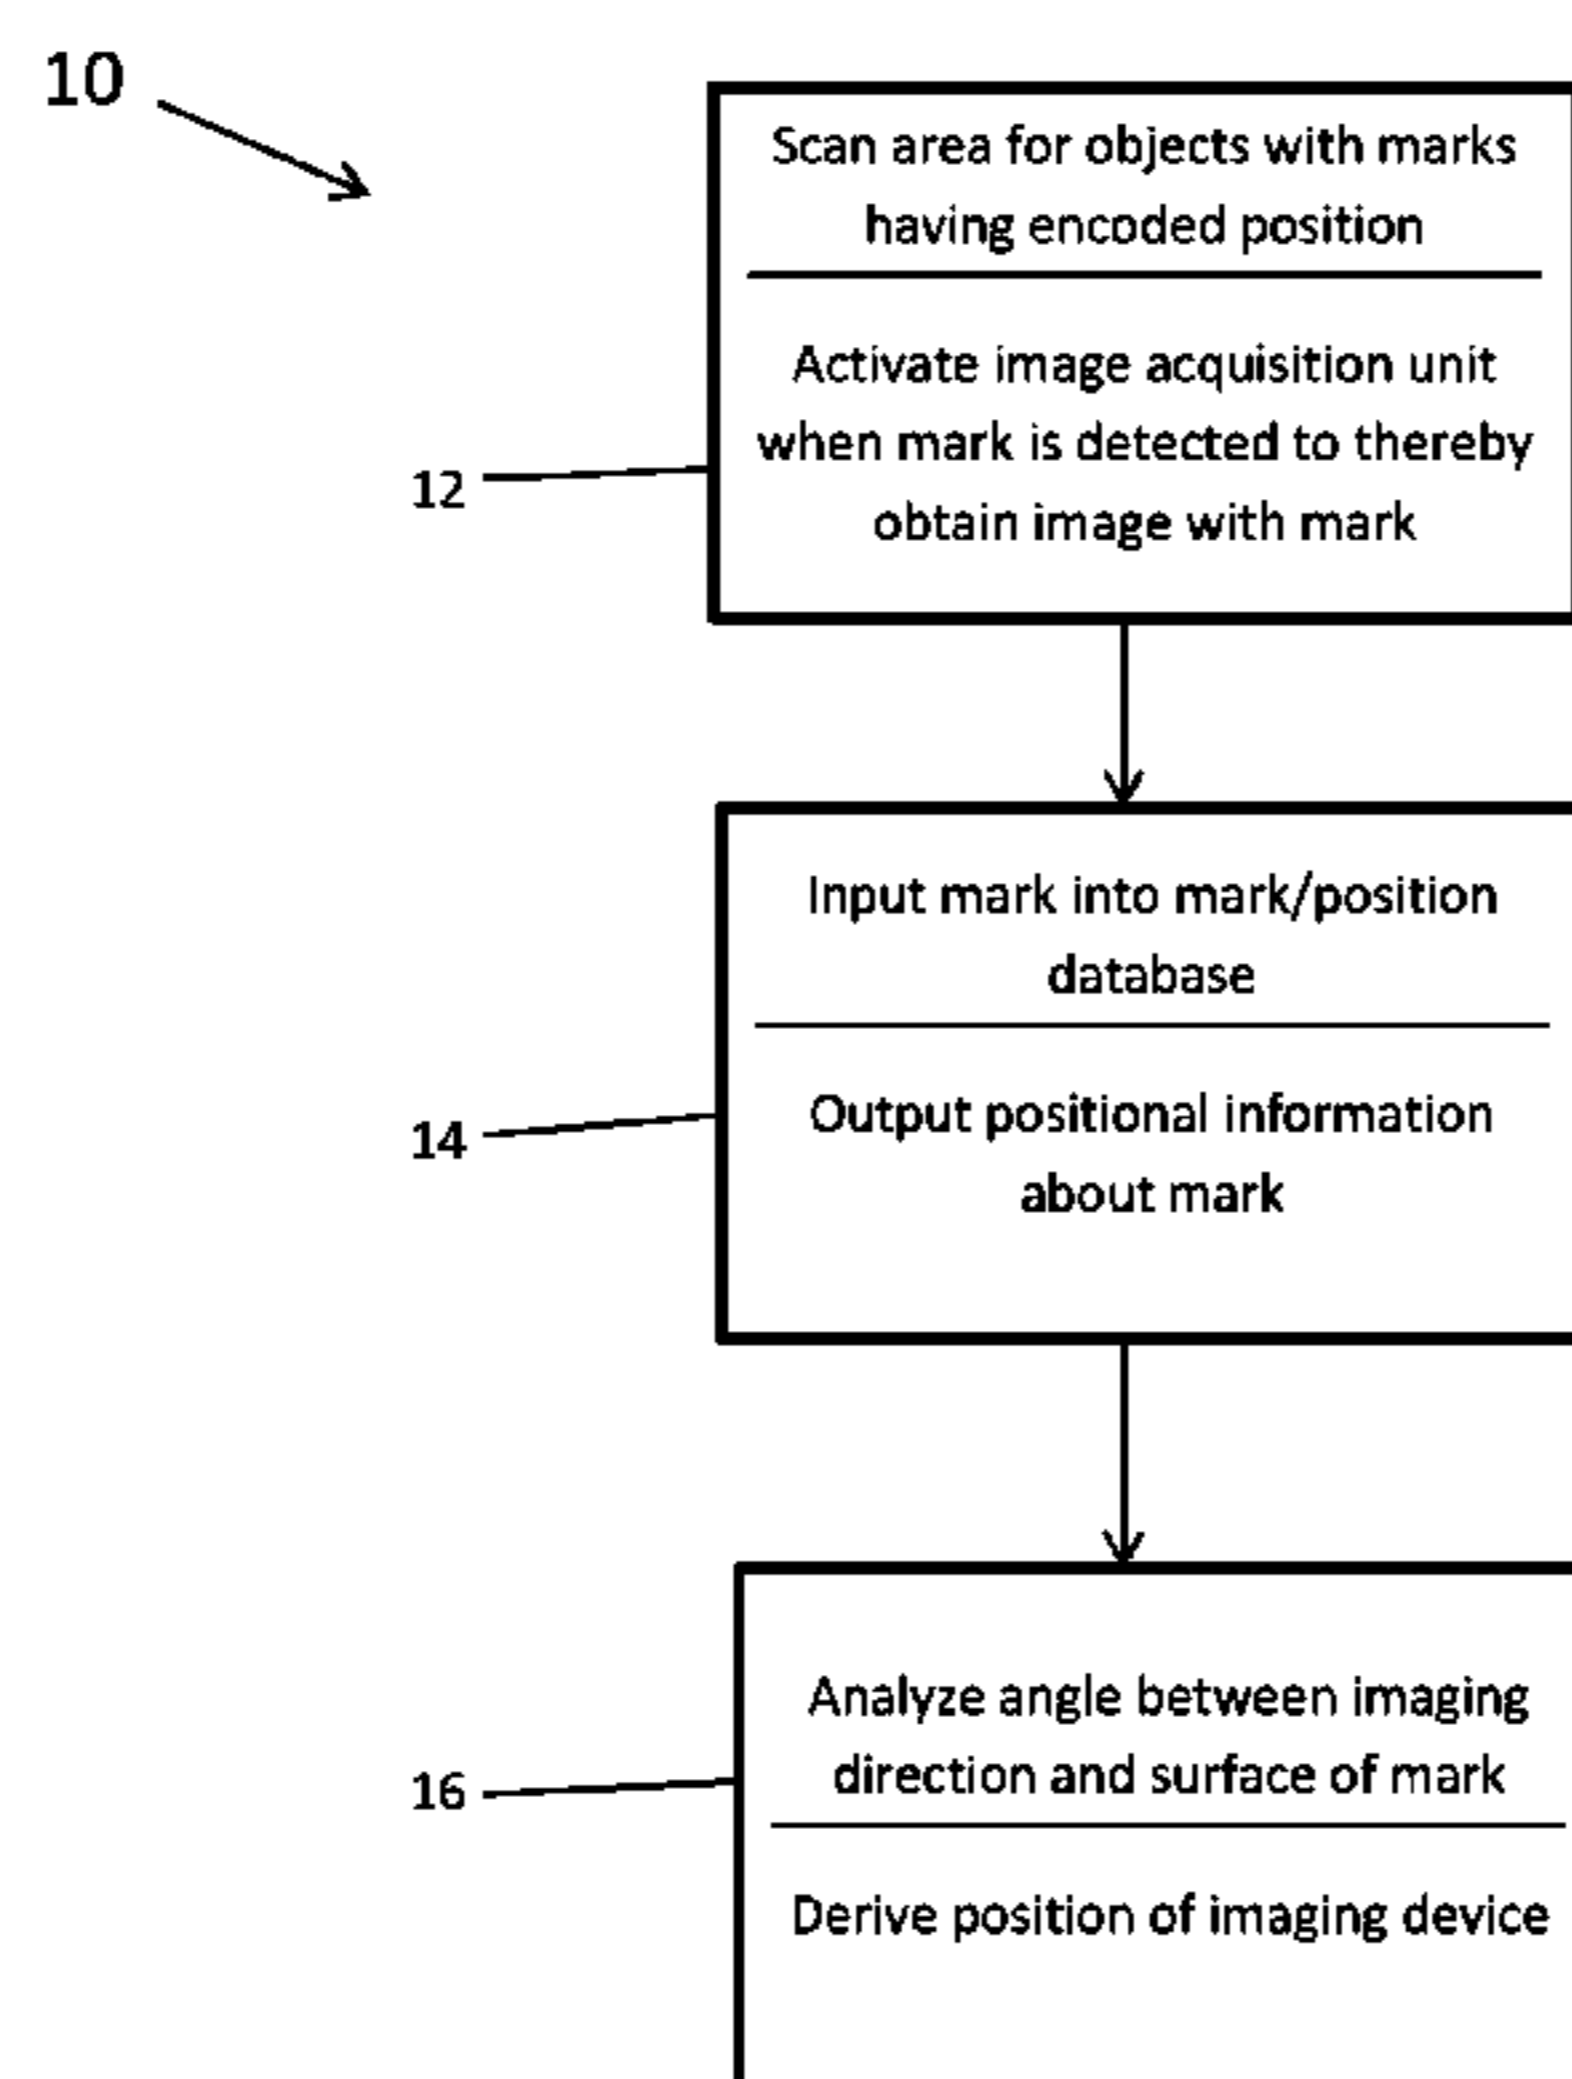 10
Scan area for objects with marks
having encoded position
Activate image acquisition unit
when mark is detected to thereby
obtain image with mark
12
Input mark into mark/position
database
Output positional information
about mark
14
Analyze angle between imaging
direction and surface of mark
16
Derive position of imaging device